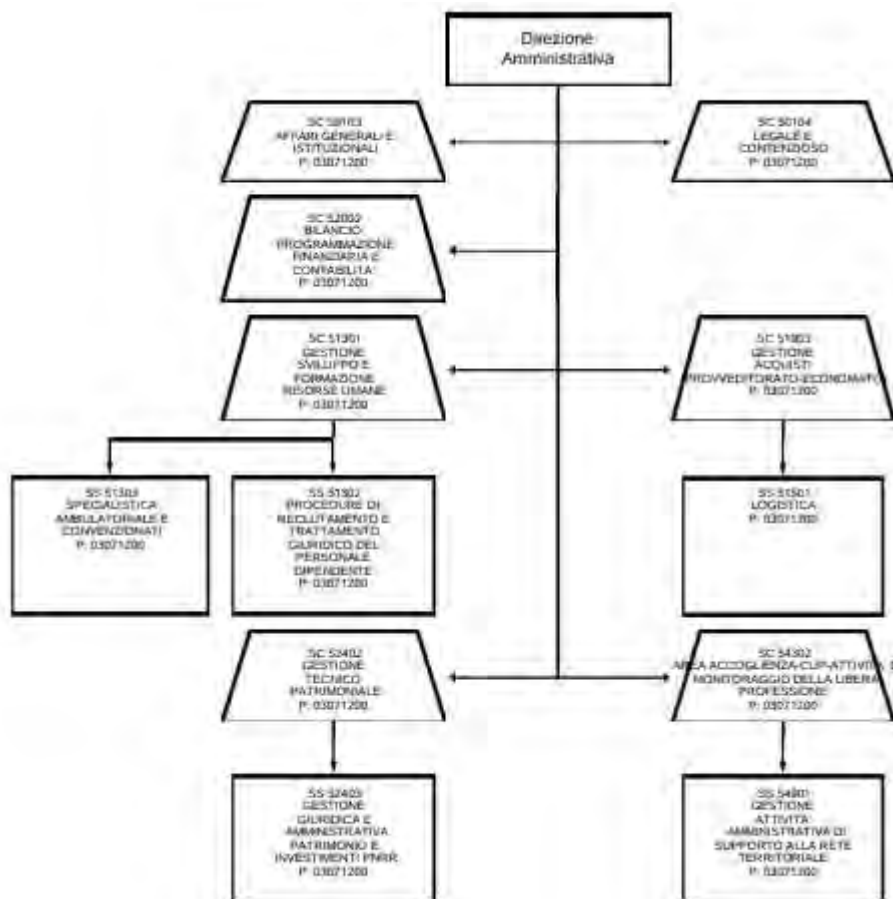 Direzione
Amministrativa
SC
AFFARI GENERALI E
ISTITUZIONALI
P: 03071200
SC 50104
LEGALE E
CONTENZIOSO
P: 03071200
SC 52002
BILANCIO
PROGRAMMAZIONE
FINANZIARIA E
CONTABILITA'
P: 03071200
SC 51301
GESTIONE
SVILUPPO E
FORMAZIONE
RISORSE UMANE
P: 03071200
SC
GESTIONE
ACQUISTI
PROVVEDITORATO-ECONOMATO
P: 03071200
SS 51303
SPECIALISTICA
AMBULATORIALE E
CONVENZIONATI
P: 03071200
SS 51302
PROCEDURE DI
RECLUTAMENTO E
TRATTAMENTO
GIURIDICO DEL
PERSONALE
DIPENDENTE
P: 03071200
SS 51501
LOGISTICA
P: 03071200
SC 52402
GESTIONE
TECNICO
PATRIMONIALE
P: 03071200
SC 54302
AREA ACCOGLIENZA-CUP-ATTIVITA'
MONITORAGGIO DELLA LIBERA
PROFESSIONE
P: 03071200
SS 52403
GESTIONE
GIURIDICA E
AMMINISTRATIVA
PATRIMONIO E
INVESTIMENTI PNRR
P: 03071200
SS
GESTIONE
ATTIVITA'
AMMINISTRATIVA DI
SUPPORTO ALLA RETE
TERRITORIALE
P: 03071200